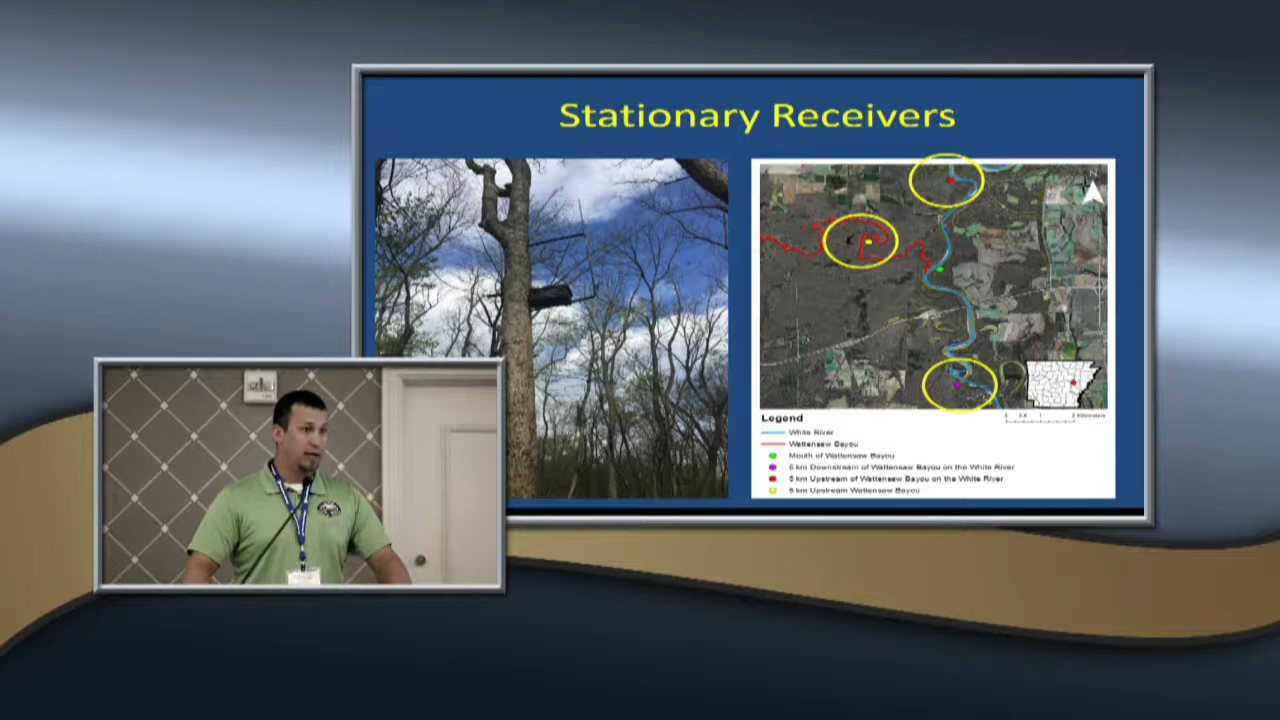 Stationary Receivers
Legend
White River
Wattensaw Bayou
Mouth of Wattensaw Bayou
5 km Downstream of Wattensaw Bayou on the White River
5 km Upstream of Wattensaw Bayou on the White River
6 km Upstream Wattensaw Bayou